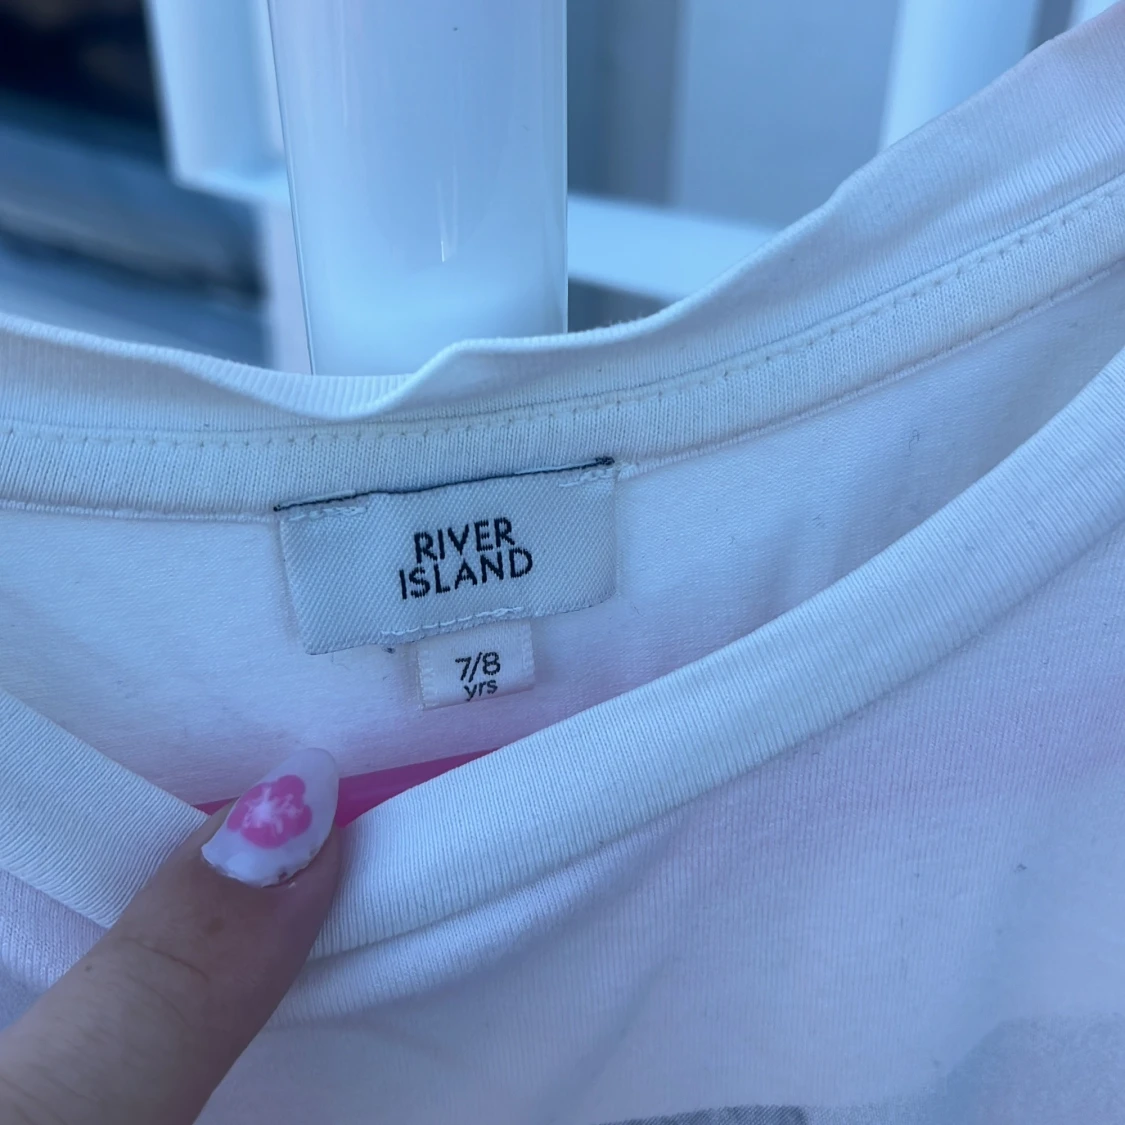 RIVER
ISLAND
7/8
yrs